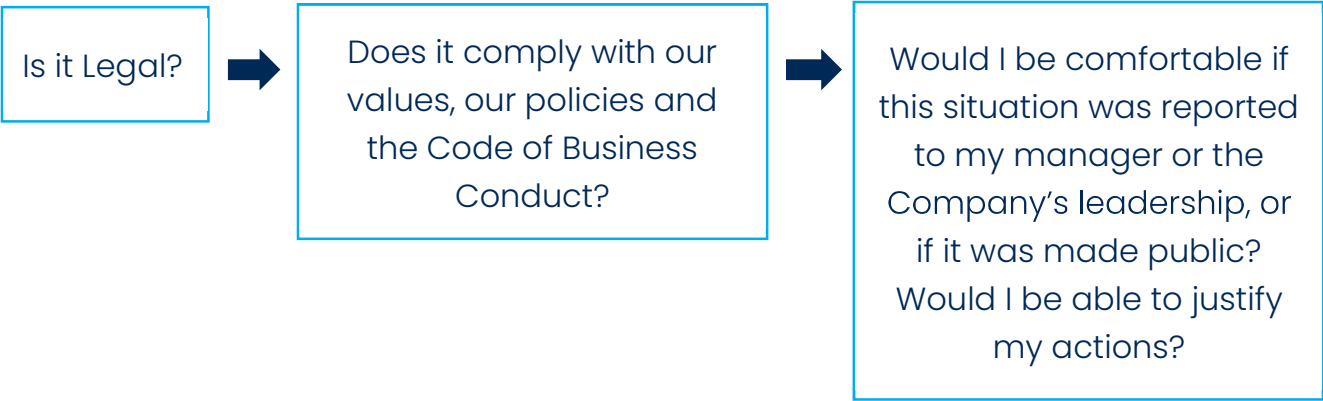 Is it Legal?
Does it comply with our
values, our policies and
the Code of Business
Conduct?
Would I be comfortable if
this situation was reported
to my manager or the
Company’s leadership, or
if it was made public?
Would I be able to justify
my actions?